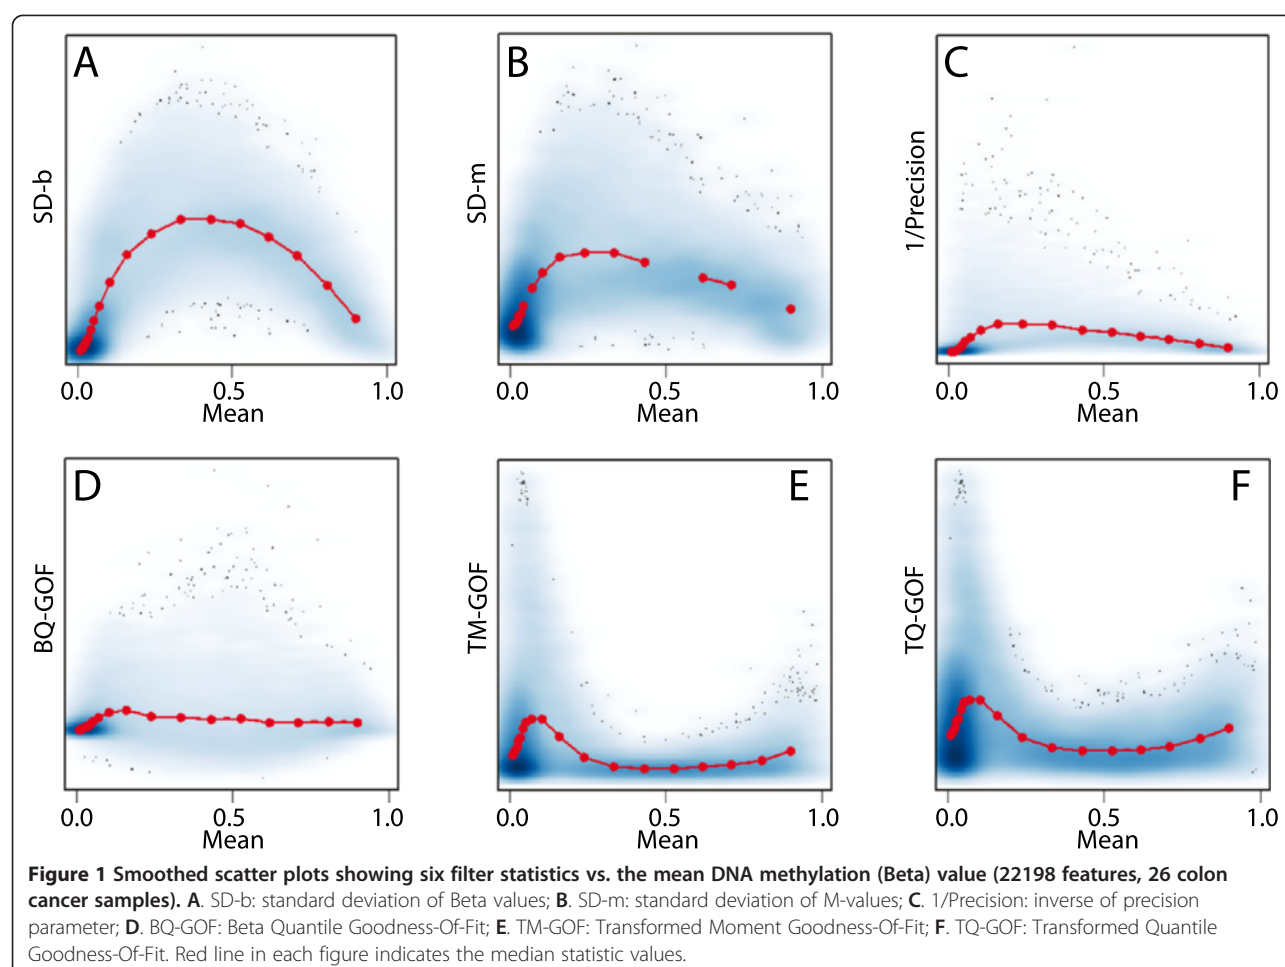 A
B
C
SD-b
SD-m
1/Precision
0.0 0.5 1.0
Mean
0.0 0.5 1.0
Mean
0.0 0.5 1.0
Mean
D
E
F
BQ-GOF
TM-GOF
TQ-GOF
0.0 0.5 1.0
Mean
0.0 0.5 1.0
Mean
0.0 0.5 1.0
Mean
Figure 1 Smoothed scatter plots showing six filter statistics vs. the mean DNA methylation (Beta) value (22198 features, 26 colon
cancer samples). A. SD-b: standard deviation of Beta values; B. SD-m: standard deviation of M-values; C. 1/Precision: inverse of precision
parameter; D. BQ-GOF: Beta Quantile Goodness-Of-Fit; E. TM-GOF: Transformed Moment Goodness-Of-Fit; F. TQ-GOF: Transformed Quantile
Goodness-Of-Fit. Red line in each figure indicates the median statistic values.